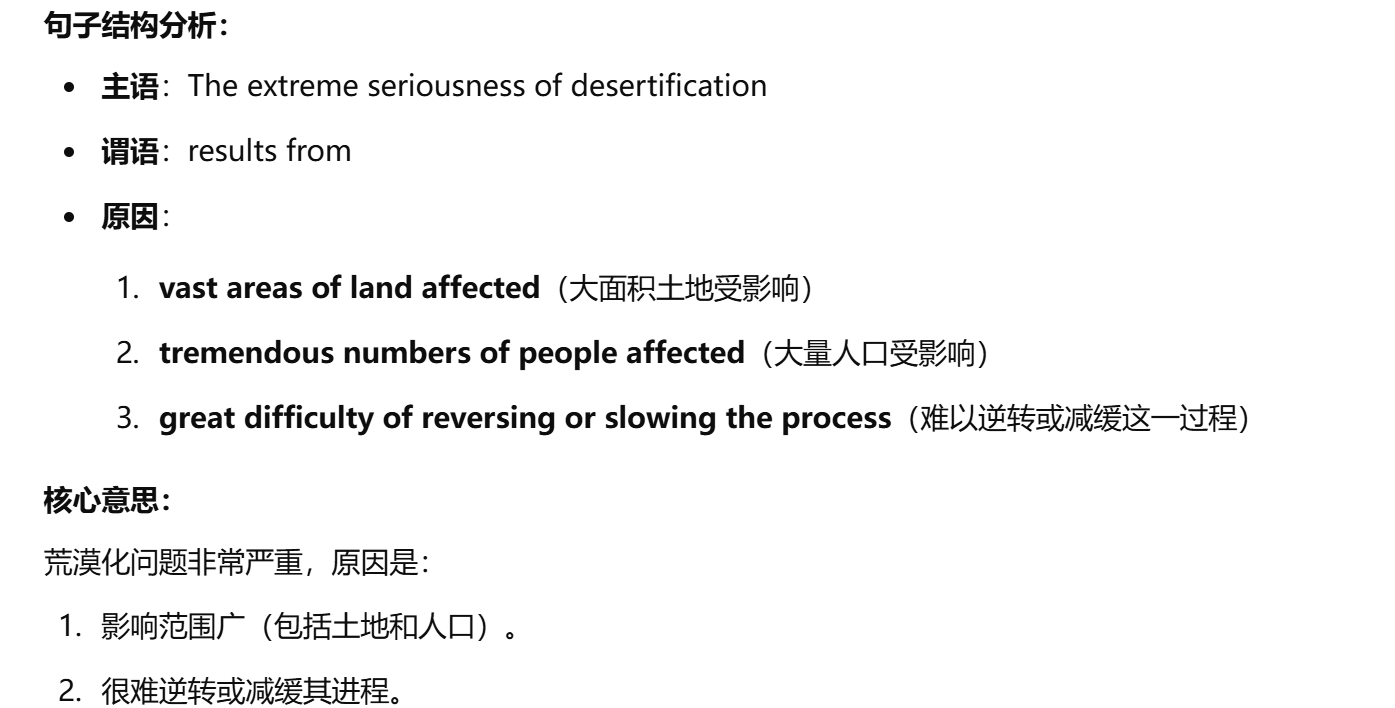 句子结构分析：
• 主语：The extreme seriousness of desertification
• 谓语：results from
• 原因：
1. vast areas of land affected（大面积土地受影响）
2. tremendous numbers of people affected（大量人口受影响）
3. great difficulty of reversing or slowing the process（难以逆转或减缓这一过程）
核心意思：
荒漠化问题非常严重，原因是：
1. 影响范围广（包括土地和人口）。
2. 很难逆转或减缓其进程。